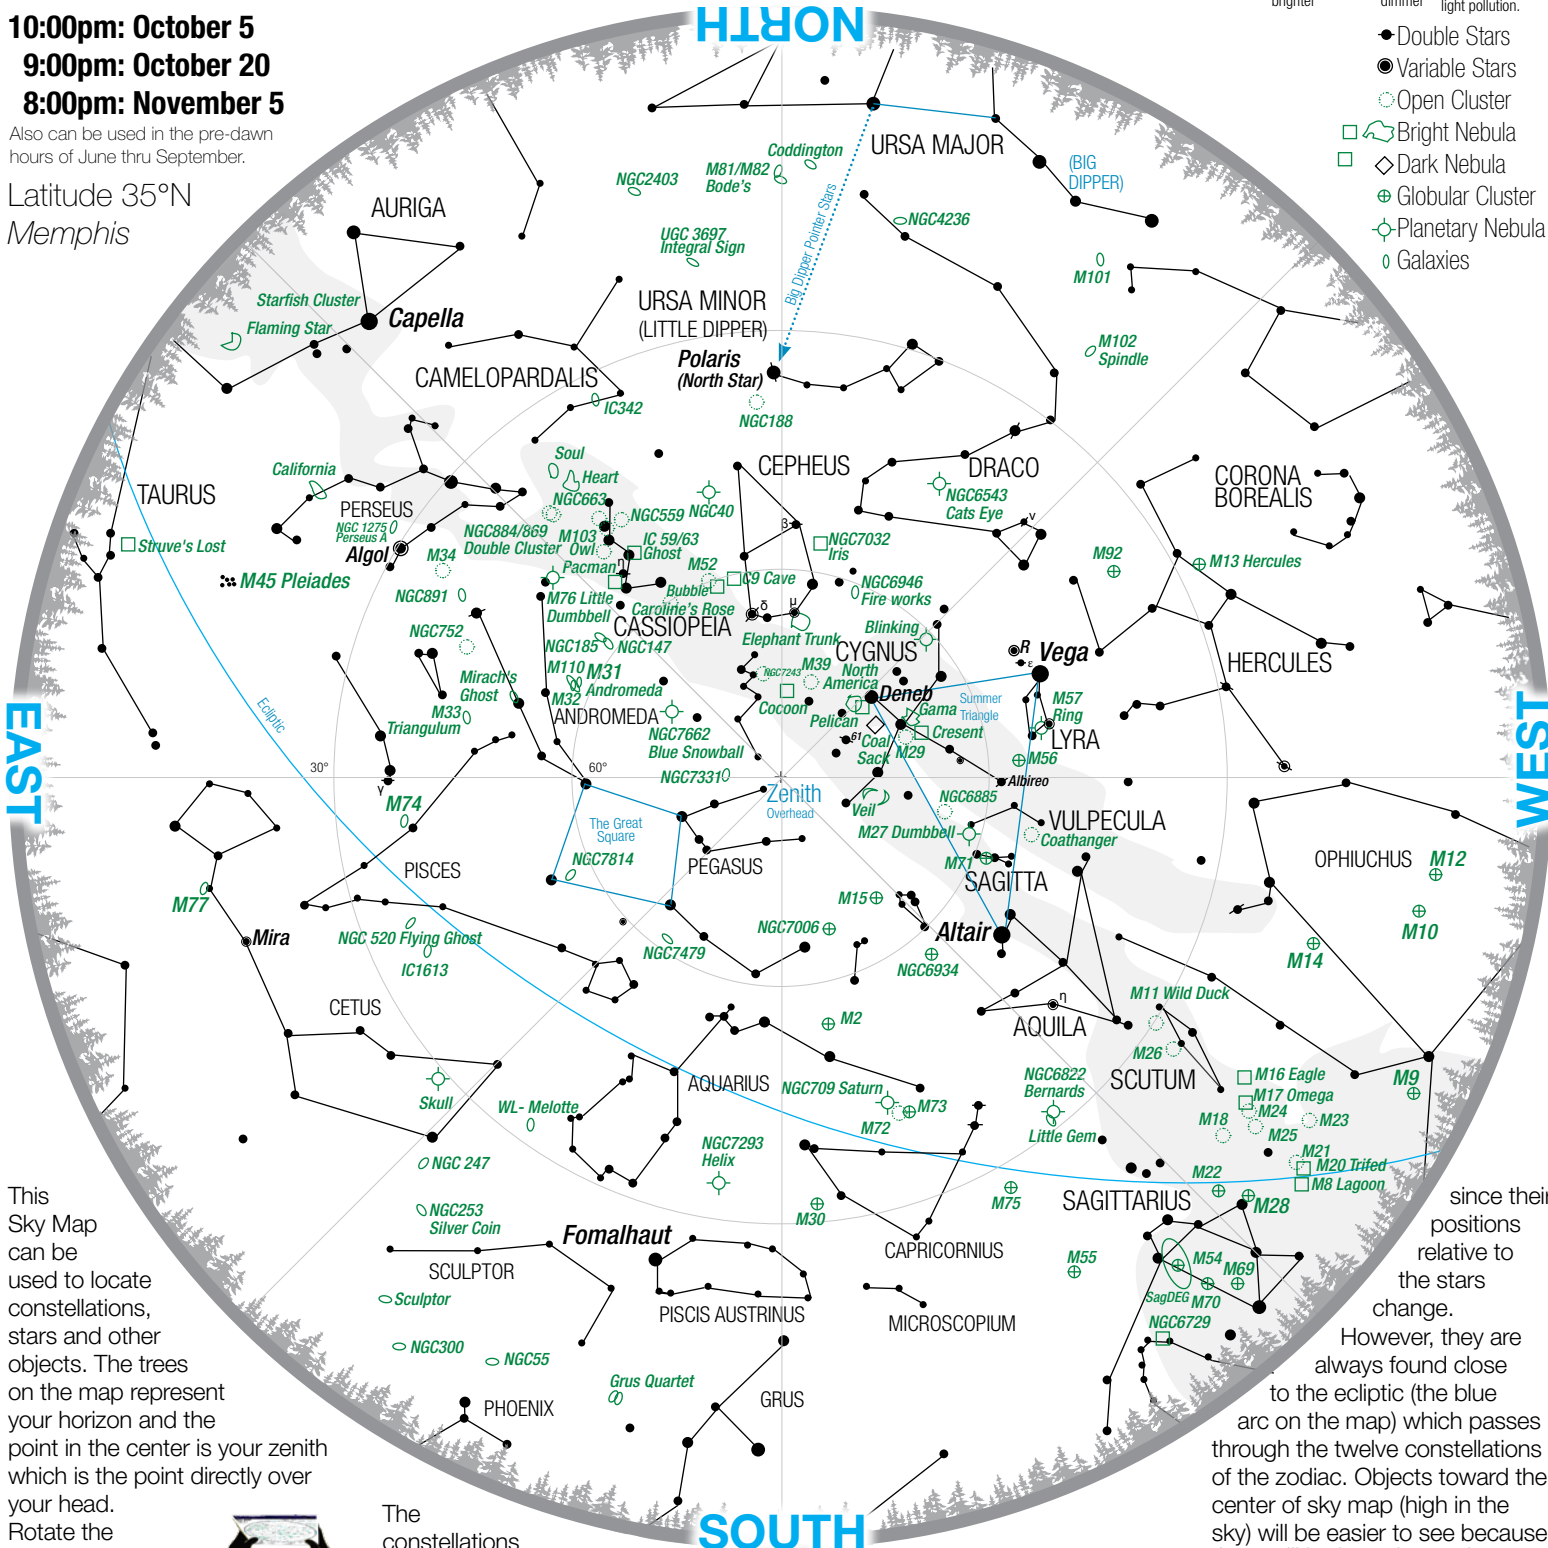 10:00pm: October 5
9:00pm: October 20
8:00pm: November 5
Also can be used in the pre-dawn
hours of June thru September.
Latitude 35°N
Memphis
NORTH
brighter
dimmer
light pollution.
Double Stars
Variable Stars
Open Cluster
Bright Nebula
Dark Nebula
Globular Cluster
Planetary Nebula
Galaxies
URSA MAJOR
(BIG
DIPPER)
Coddington
M81/M82
Bode's
NGC2403
NGC4236
UGC 3697
Integral Sign
Big Dipper Pointer Stars
M101
AURIGA
Starfish Cluster
Flaming Star
Capella
URSA MINOR
(LITTLE DIPPER)
Polaris
(North Star)
M102
Spindle
CAMELOPARDALIS
IC342
NGC188
Soul
Heart
CEPHEUS
DRACO
CORONA
BOREALIS
California
TAURUS
PERSEUS
NGC 1275
Perseus A
Algol
NGC663
NGC559
NGC40
NGC6543
Cats Eye
NGC884/869
Double Cluster
M103
Owl
IC 59/63
Ghost
β
ν
NGC7032
Iris
Struve's Lost
M34
Pacman
η
M52
C9 Cave
M92
M13 Hercules
M45 Pleiades
NGC891
M76 Little
Dumbbell
Bubble
Caroline's Rose
δ
μ
NGC6946
Fire works
CASSIOPEIA
Elephant Trunk
Blinking
NGC752
NGC185
NGC147
CYGNUS
R
ε
Vega
HERCULES
Mirach's
Ghost
M110
M31
Andromeda
M32
NGC7243
M39
North
America
Deneb
Summer
Triangle
M57
Ring
M33
Triangulum
ANDROMEDA
Cocoon
Pelican
Gama
Cresent
LYRA
NGC7662
Blue Snowball
61
Coal
Sack
M29
M56
Ecliptic
EAST
WEST
30°
60°
NGC7331
Zenith
Overhead
Albireo
γ
M74
Veil
NGC6885
VULPECULA
The Great
Square
M27 Dumbbell
Coathanger
NGC7814
PEGASUS
M71
SAGITTA
OPHIUCHUS
M12
PISCES
M77
M15
M10
Mira
NGC 520 Flying Ghost
IC1613
NGC7479
NGC7006
Altair
NGC6934
M14
CETUS
M11 Wild Duck
η
AQUILA
M2
M26
AQUARIUS
NGC709 Saturn
M73
M72
NGC6822
Bernards
Little Gem
SCUTUM
M16 Eagle
M17 Omega
M24
M18
M25
M23
M9
Skull
WL- Melotte
NGC7293
Helix
M21
M20 Trifed
M8 Lagoon
NGC 247
M22
M28
M75
M30
SAGITTARIUS
NGC253
Silver Coin
Fomalhaut
CAPRICORNIUS
M55
M54
M69
SagDEG
M70
NGC6729
SCULPTOR
Sculptor
PISCIS AUSTRINUS
MICROSCOPIUM
NGC300
NGC55
Grus Quartet
GRUS
PHOENIX
SOUTH
This
Sky Map
can be
used to locate
constellations,
stars and other
objects. The trees
on the map represent
your horizon and the
point in the center is your zenith
which is the point directly over
your head.
Rotate the
The
constellations
since their
positions
relative to
the stars
change.
However, they are
always found close
to the ecliptic (the blue
arc on the map) which passes
through the twelve constellations
of the zodiac. Objects toward the
center of sky map (high in the
sky) will be easier to see because